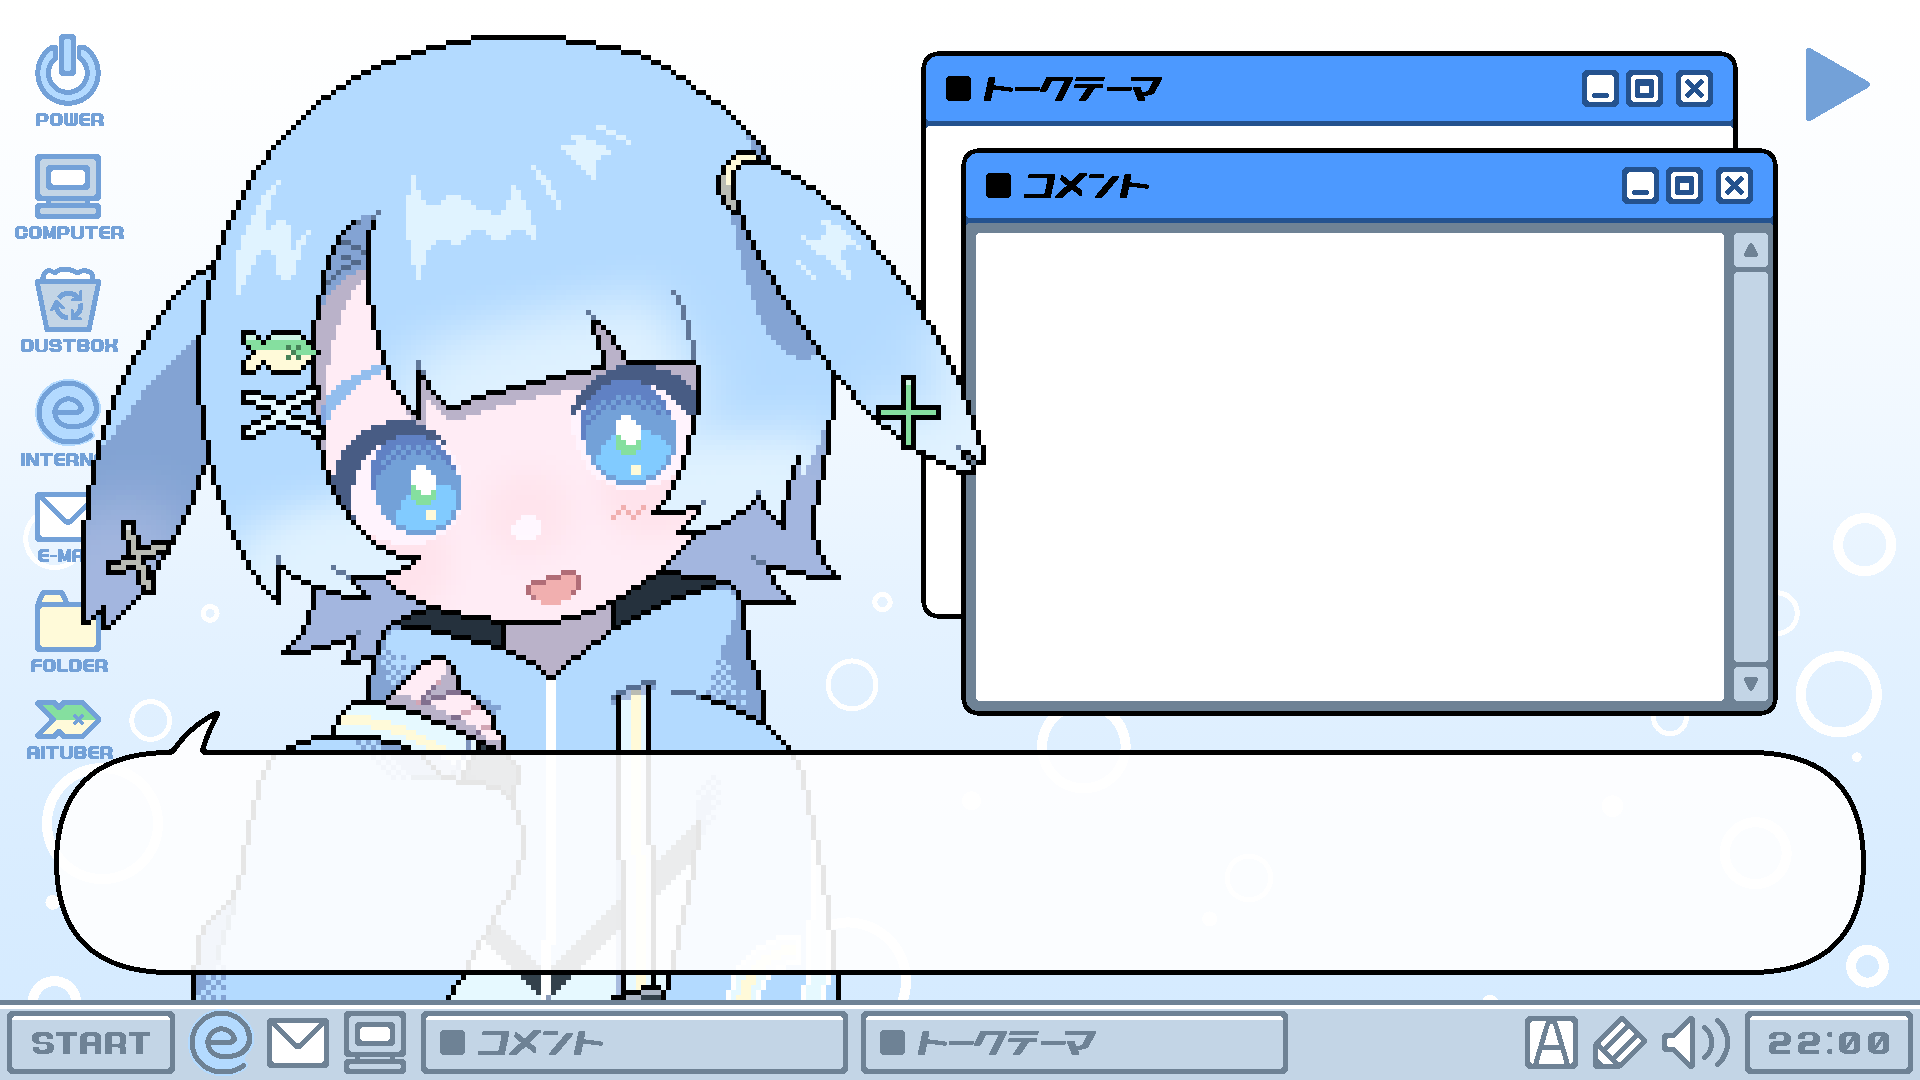 POWER
COMPUTER
DUSTBOX
INTERN
E-MA
FOLDER
AITUBER
トークテーマ
コメント
START
コメント
トークテーマ
A
22:00